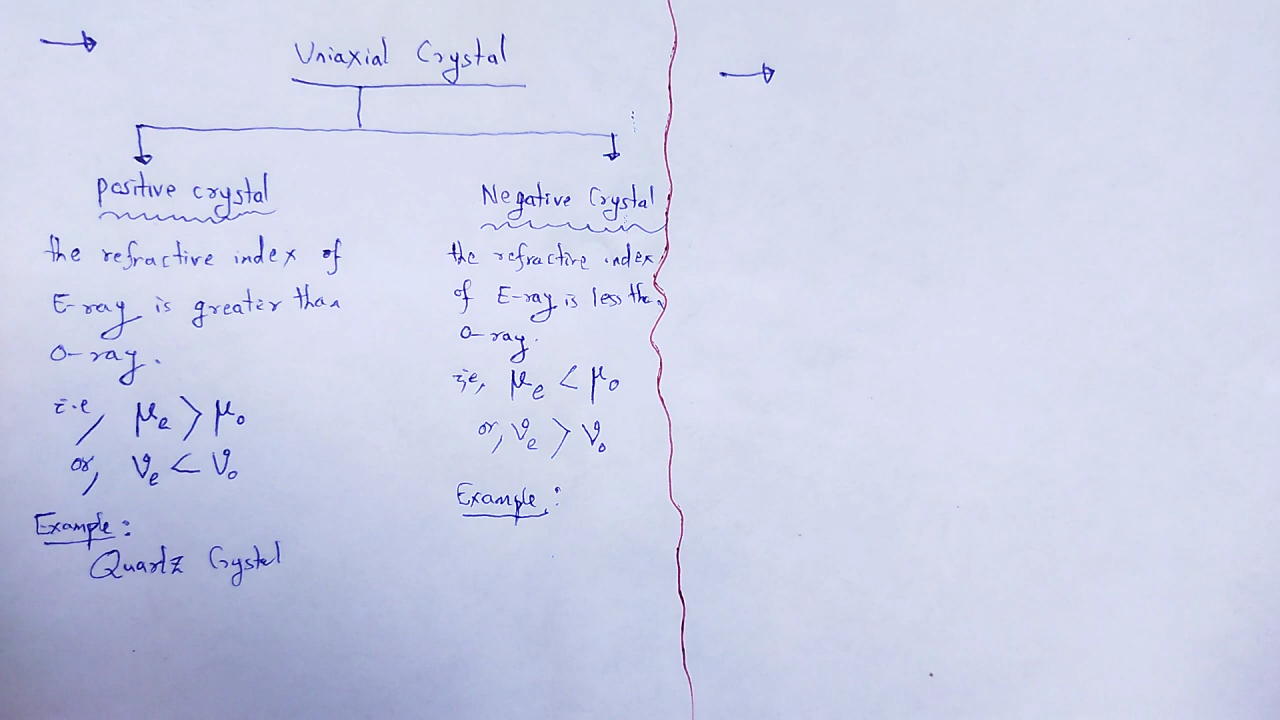 Uniaxial Crystal
positive crystal
the refractive index of
E-ray is greater than
O-ray.
i.e, μe > μo
or, ve < vo
Example:
Quartz Crystal
Negative Crystal
the refractive index
of E-ray is less than
O-ray.
i,e, μe < μo
or, ve > vo
Example: